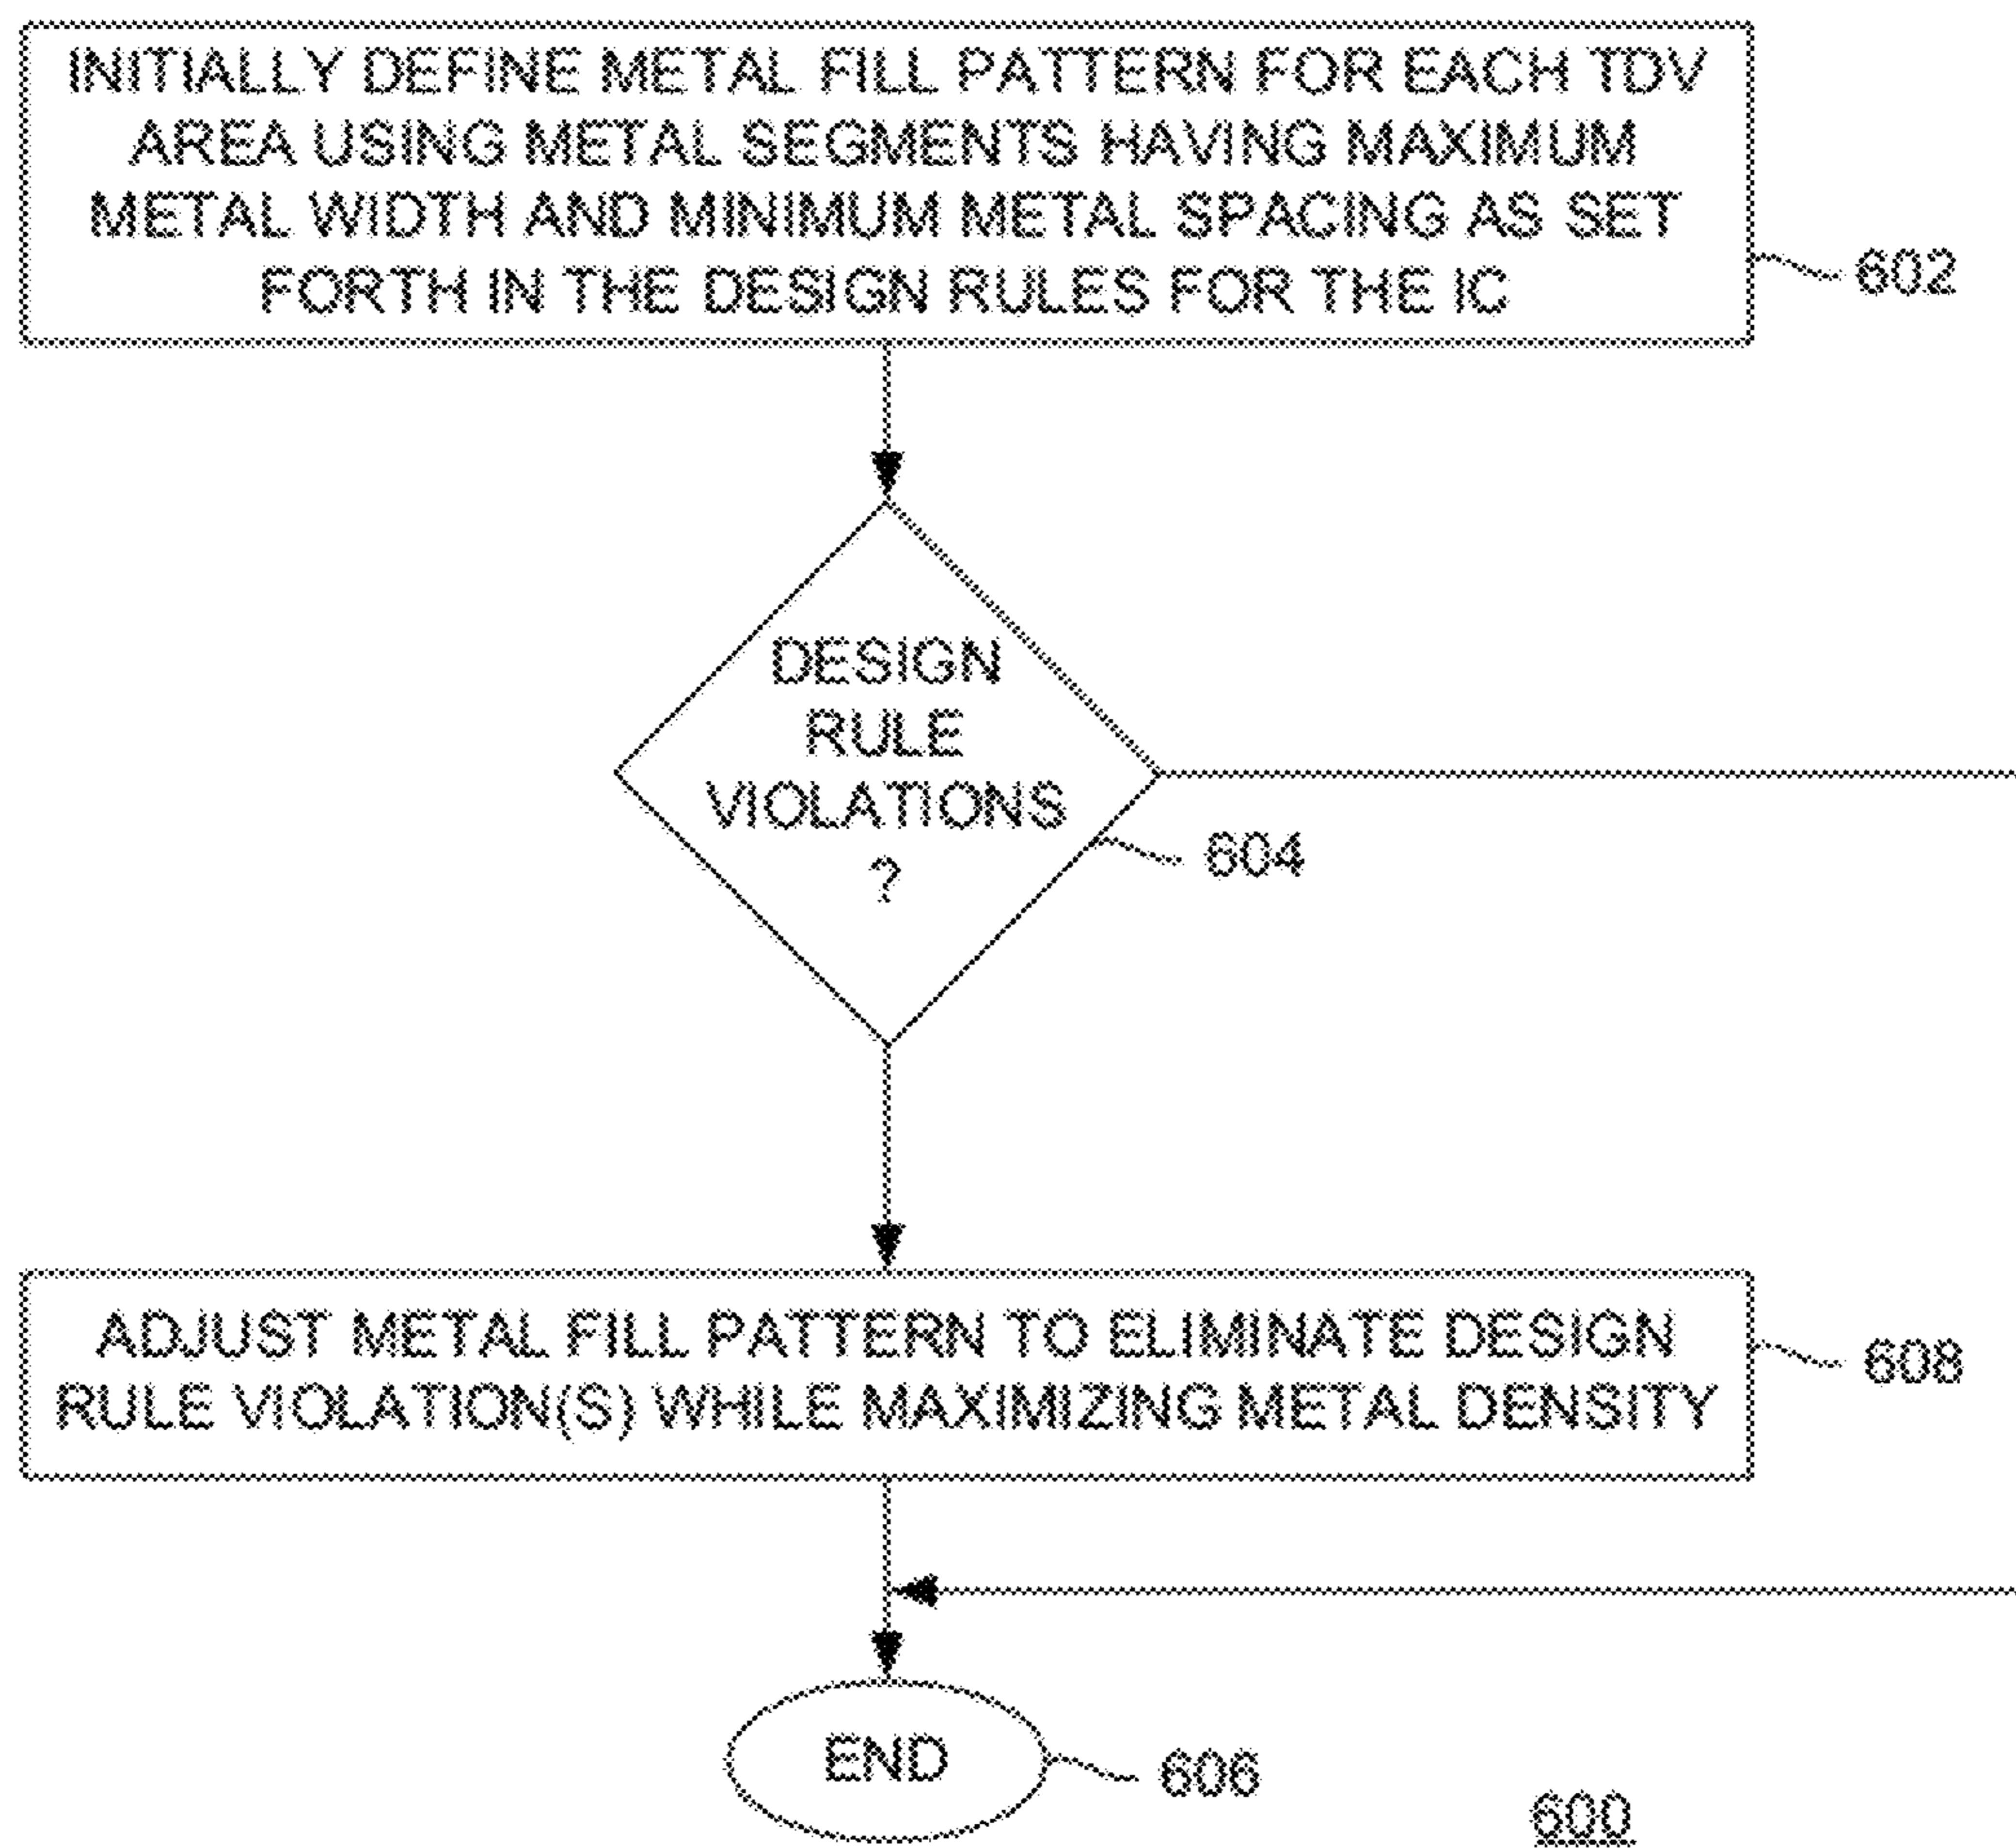 INITIALLY DEFINE METAL FILL PATTERN FOR EACH TDV
AREA USING METAL SEGMENTS HAVING MAXIMUM
METAL WIDTH AND MINIMUM METAL SPACING AS SET
FORTH IN THE DESIGN RULES FOR THE IC
602
DESIGN
RULE
VIOLATIONS
?
604
ADJUST METAL FILL PATTERN TO ELIMINATE DESIGN
RULE VIOLATION(S) WHILE MAXIMIZING METAL DENSITY
608
END
606
600